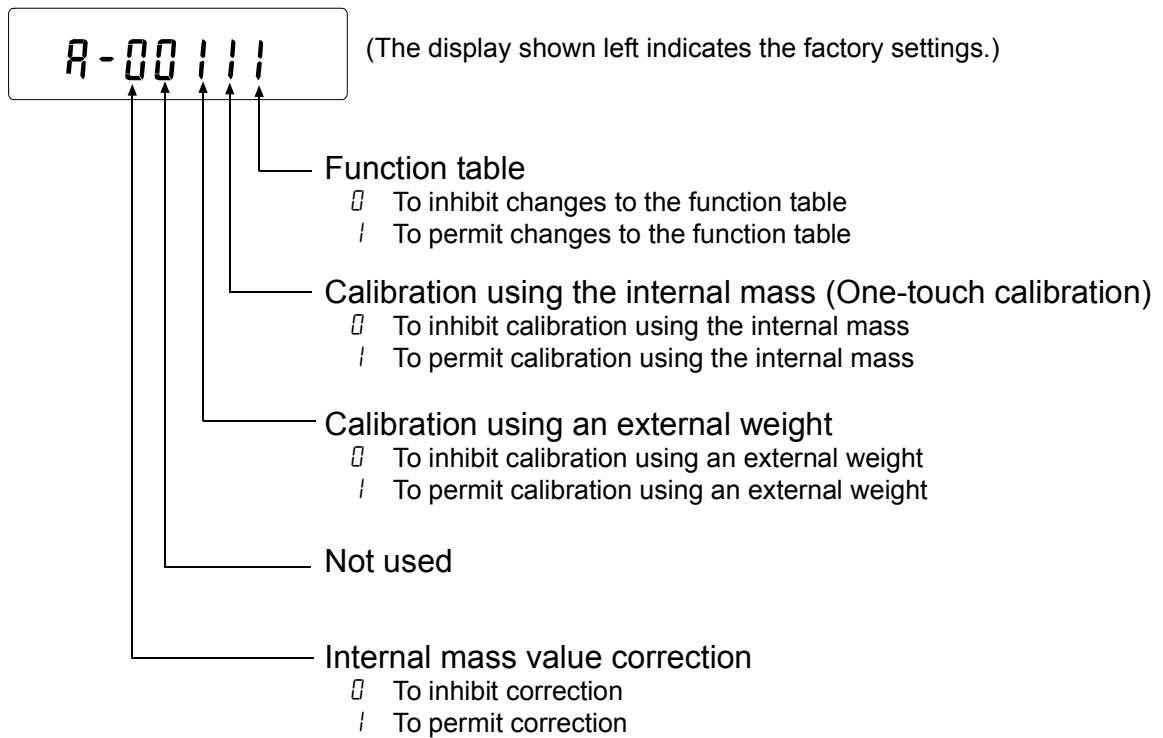 A-00111
(The display shown left indicates the factory settings.)
Function table
0 To inhibit changes to the function table
1 To permit changes to the function table
Calibration using the internal mass (One-touch calibration)
0 To inhibit calibration using the internal mass
1 To permit calibration using the internal mass
Calibration using an external weight
0 To inhibit calibration using an external weight
1 To permit calibration using an external weight
Not used
Internal mass value correction
0 To inhibit correction
1 To permit correction